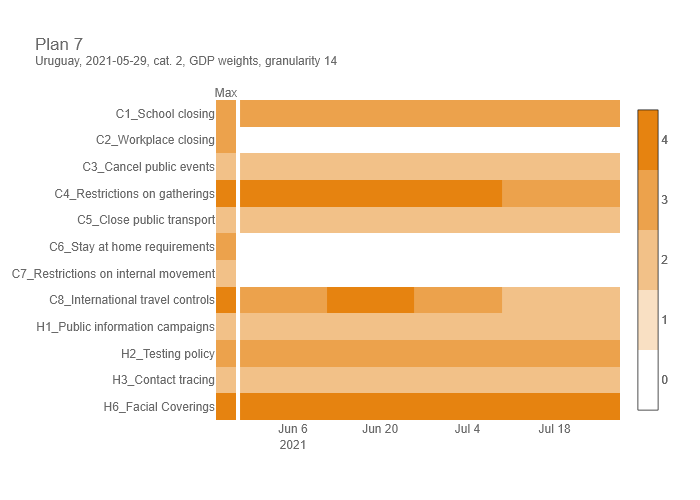 Plan 7
Uruguay, 2021-05-29, cat. 2, GDP weights, granularity 14
Max
C1_School closing
C2_Workplace closing
C3_Cancel public events
C4_Restrictions on gatherings
C5_Close public transport
C6_Stay at home requirements
C7_Restrictions on internal movement
C8_International travel controls
H1_Public information campaigns
H2_Testing policy
H3_Contact tracing
H6_Facial Coverings
Jun 6
2021
Jun 20
Jul 4
Jul 18
4
3
2
1
0